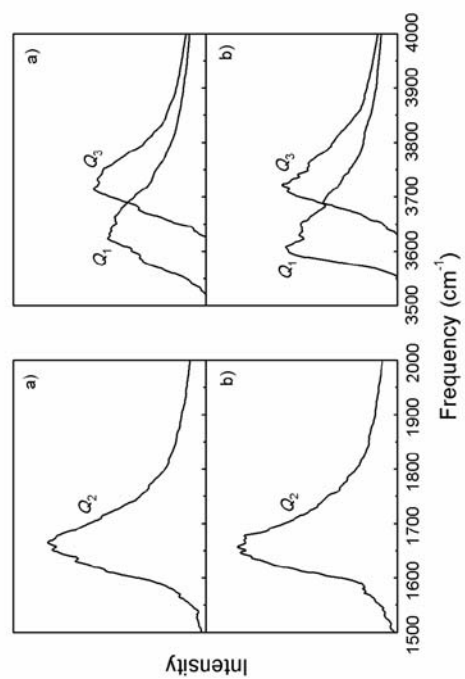 Intensity
a)
Q2
a)
Q1
Q3
b)
Q2
b)
Q1
Q3
1500 1600 1700 1800 1900 2000
3500 3600 3700 3800 3900 4000
Frequency (cm-1)